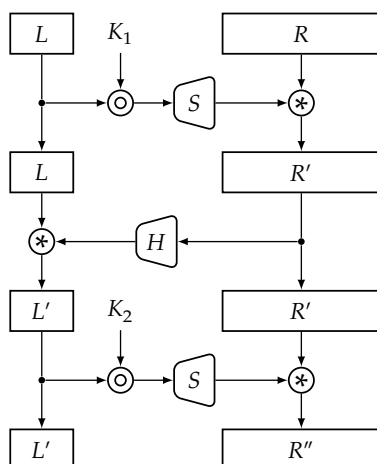 L R
K₁
S *
L R′
* H
L′ R′
K₂
S *
L′ R″